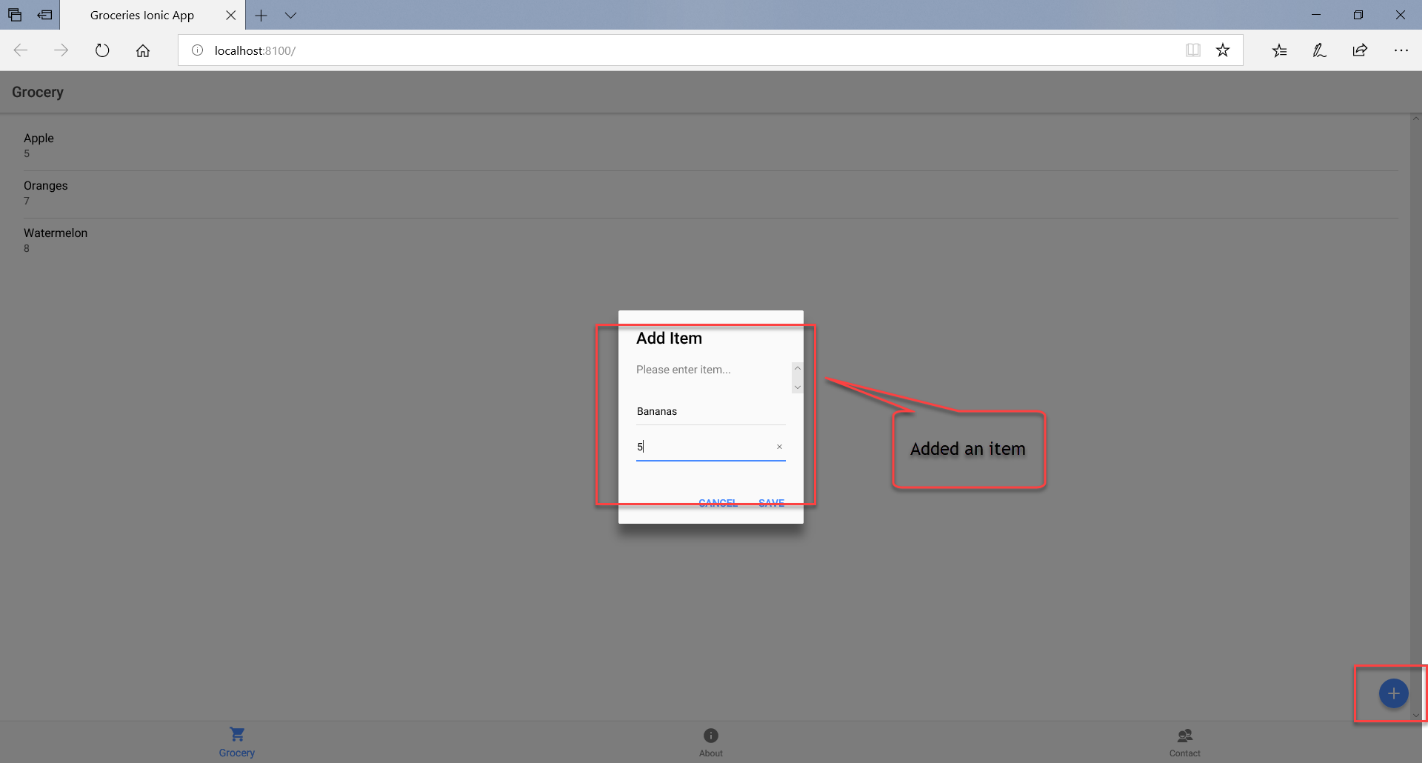 Groceries Ionic App
localhost:8100/
Grocery
Apple
5
Oranges
7
Watermelon
8
Add Item
Please enter item...
Bananas
5
CANCEL SAVE
Added an item
Grocery
About
Contact